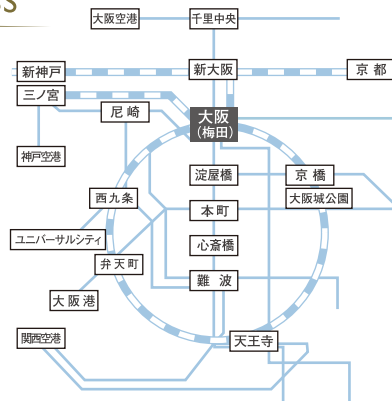 SS
大阪空港
千里中央
新神戸
新大阪
京都
三ノ宮
尼崎
大阪
(梅田)
神戸空港
淀屋橋
京橋
西九条
大阪城公園
本町
ユニバーサルシティ
心斎橋
弁天町
難波
大阪港
関西空港
天王寺